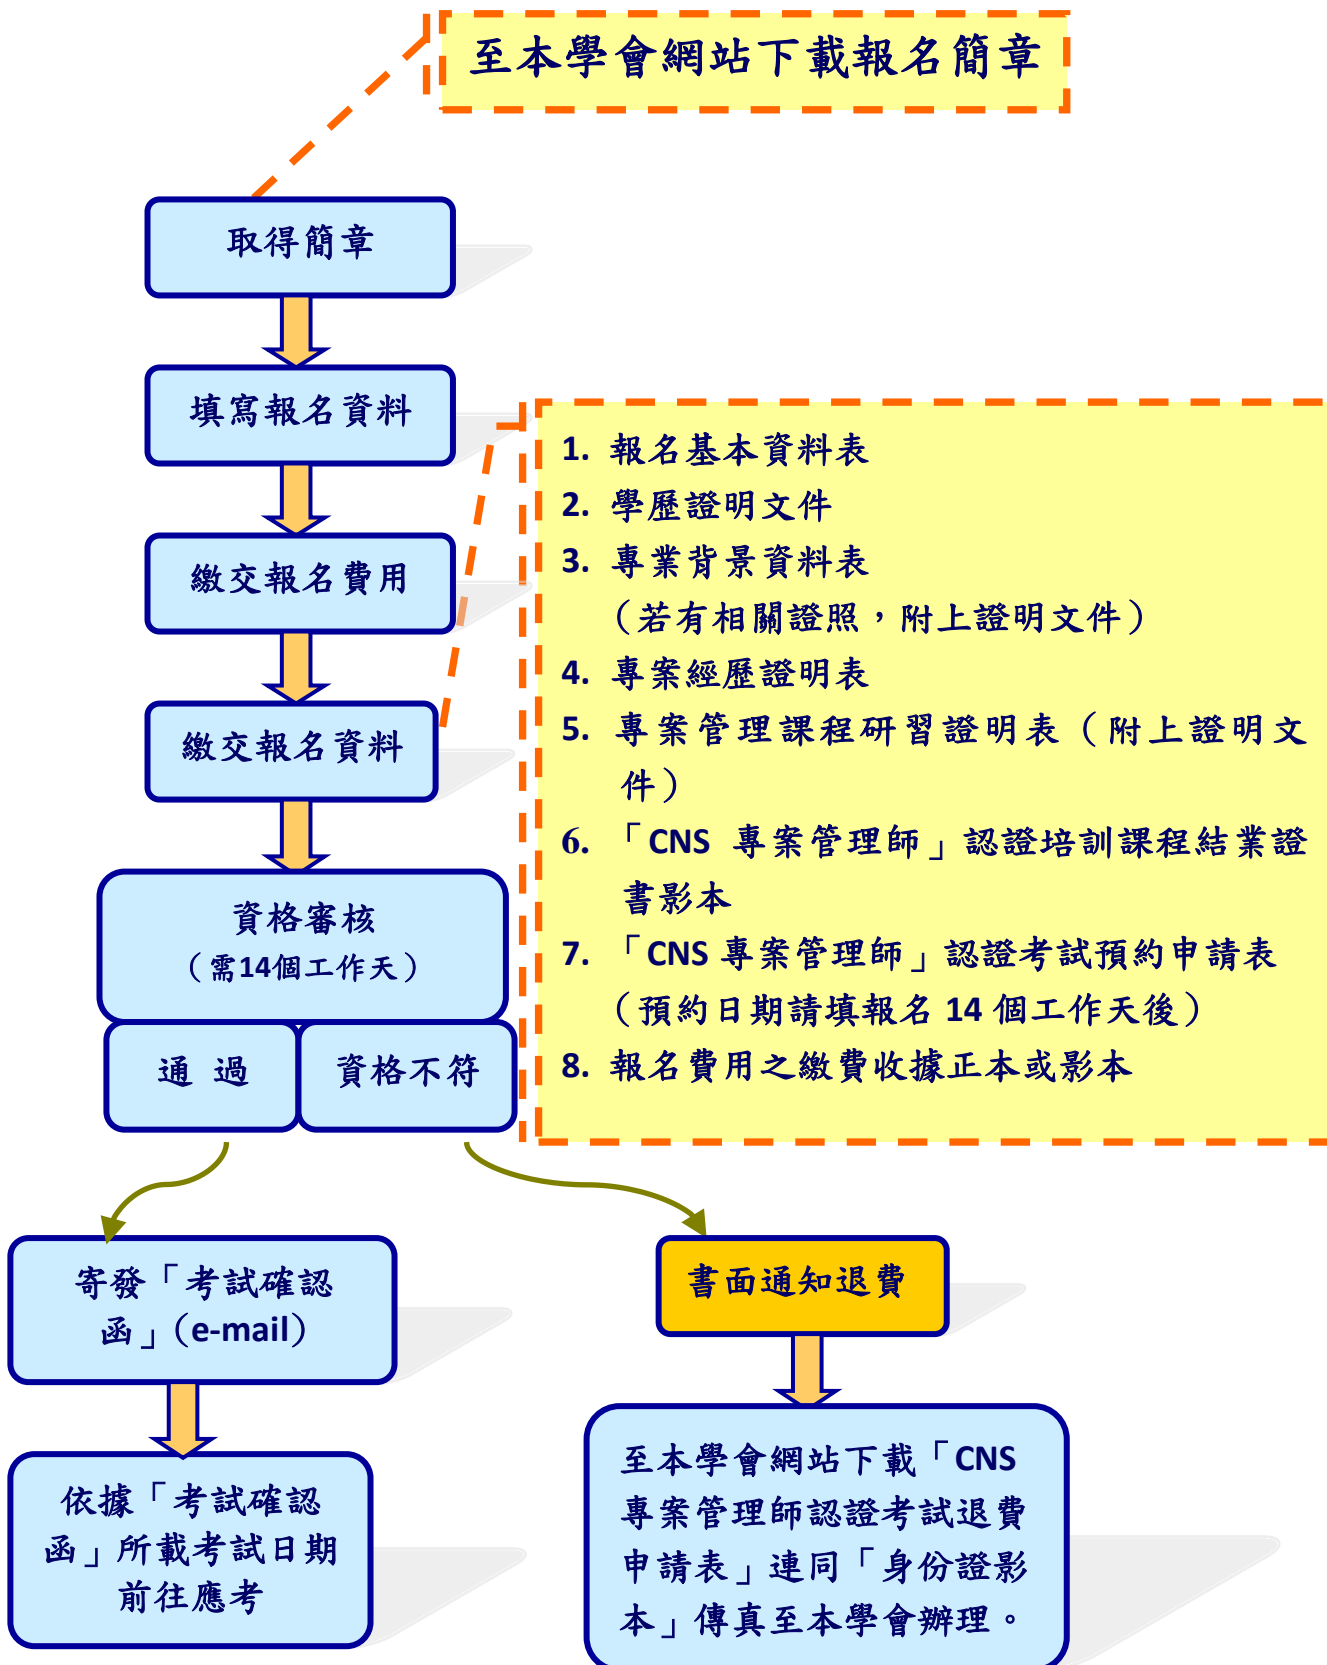 至本學會網站下載報名簡章
取得簡章
填寫報名資料
繳交報名費用
繳交報名資料
1. 報名基本資料表
2. 學歷證明文件
3. 專業背景資料表
（若有相關證照，附上證明文件）
4. 專案經歷證明表
5. 專案管理課程研習證明表（附上證明文
件）
6. 「CNS 專案管理師」認證培訓課程結業證
書影本
7. 「CNS 專案管理師」認證考試預約申請表
（預約日期請填報名 14 個工作天後）
8. 報名費用之繳費收據正本或影本
資格審核
（需14個工作天）
通 過
資格不符
寄發「考試確認
函」（e-mail）
依據「考試確認
函」所載考試日期
前往應考
書面通知退費
至本學會網站下載「CNS
專案管理師認證考試退費
申請表」連同「身份證影
本」傳真至本學會辦理。